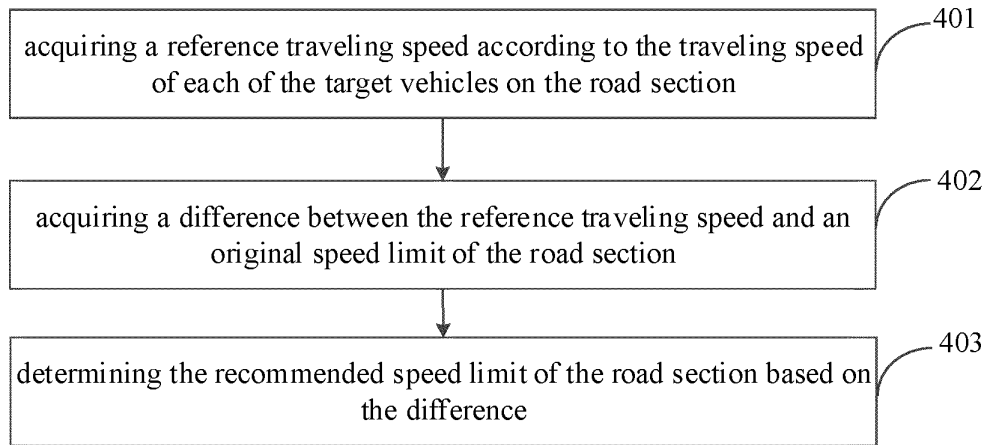 acquiring a reference traveling speed according to the traveling speed
of each of the target vehicles on the road section
401
acquiring a difference between the reference traveling speed and an
original speed limit of the road section
402
determining the recommended speed limit of the road section based on
the difference
403